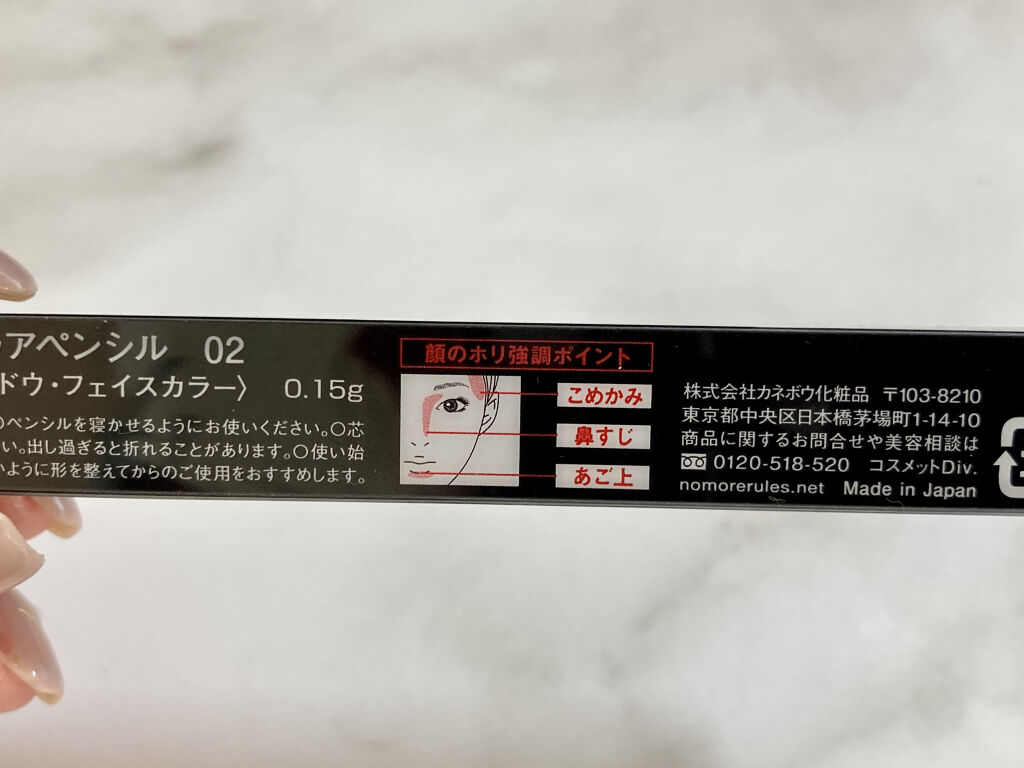 アペンシル 02
ドウ・フェイスカラー〉 0.15g
ペンシルを寝かせるようにお使いください。○芯
い。出し過ぎると折れることがあります。○使い始
いように形を整えてからのご使用をおすすめします。
顔のホリ強調ポイント
こめかみ
鼻すじ
あご上
株式会社カネボウ化粧品 〒103-8210
東京都中央区日本橋茅場町1-14-10
商品に関するお問合せや美容相談は
0120-518-520 コスメットDiv.
nomorerules.net Made in Japan